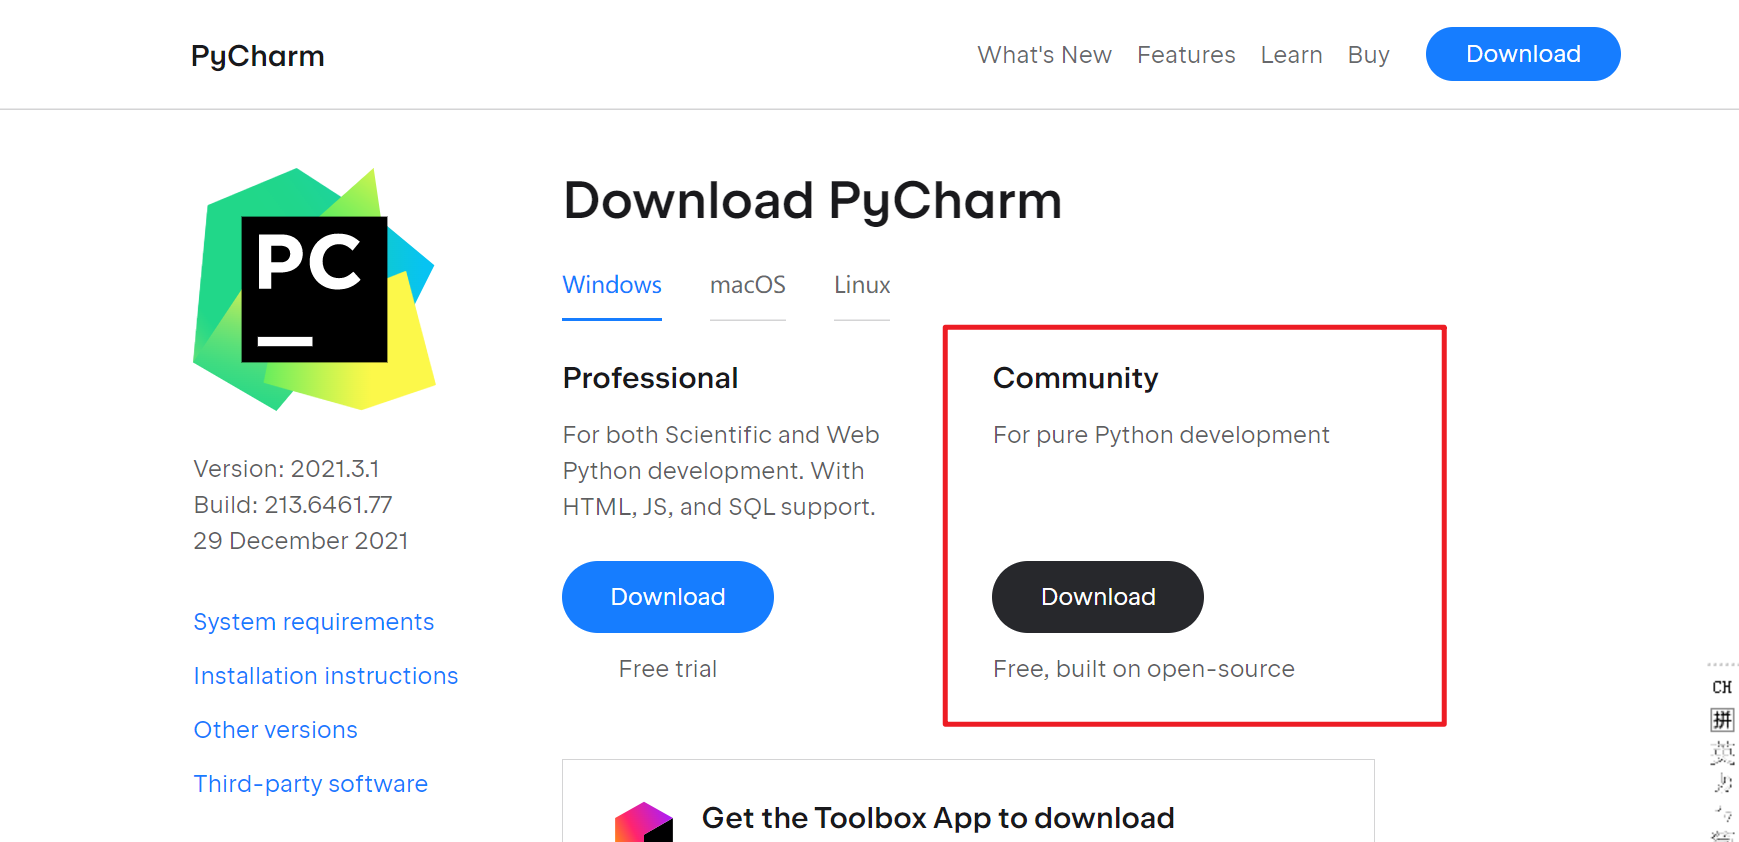 PyCharm
What's New Features Learn Buy Download
PC
Download PyCharm
Windows macOS Linux
Professional
For both Scientific and Web
Python development. With
HTML, JS, and SQL support.
Download
Free trial
Community
For pure Python development
Download
Free, built on open-source
Version: 2021.3.1
Build: 213.6461.77
29 December 2021
System requirements
Installation instructions
Other versions
Third-party software
Get the Toolbox App to download
CH
拼
英